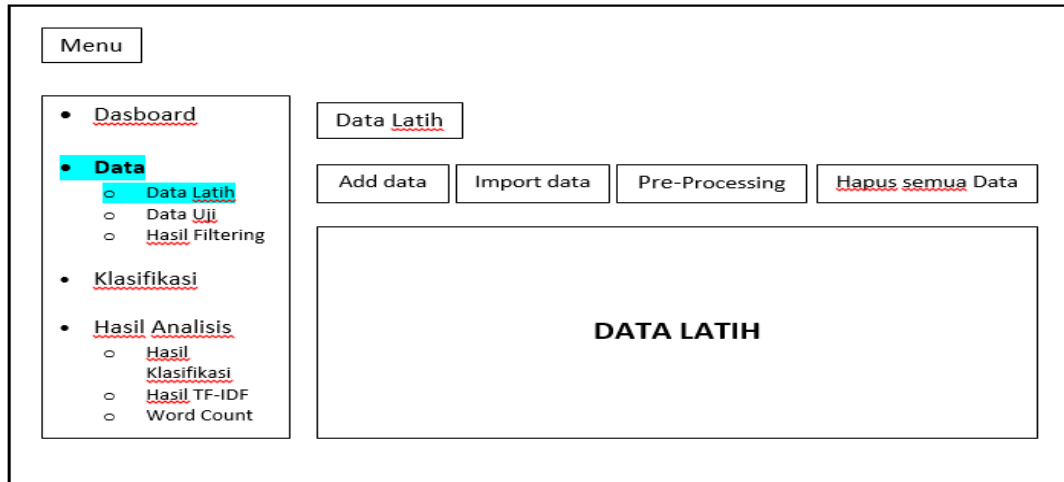 Menu
Dasboard
Data
Data Latih
Data Uji
Hasil Filtering
Klasifikasi
Hasil Analisis
Hasil
Klasifikasi
Hasil TF-IDF
Word Count
Data Latih
Add data
Import data
Pre-Processing
Hapus semua Data
DATA LATIH